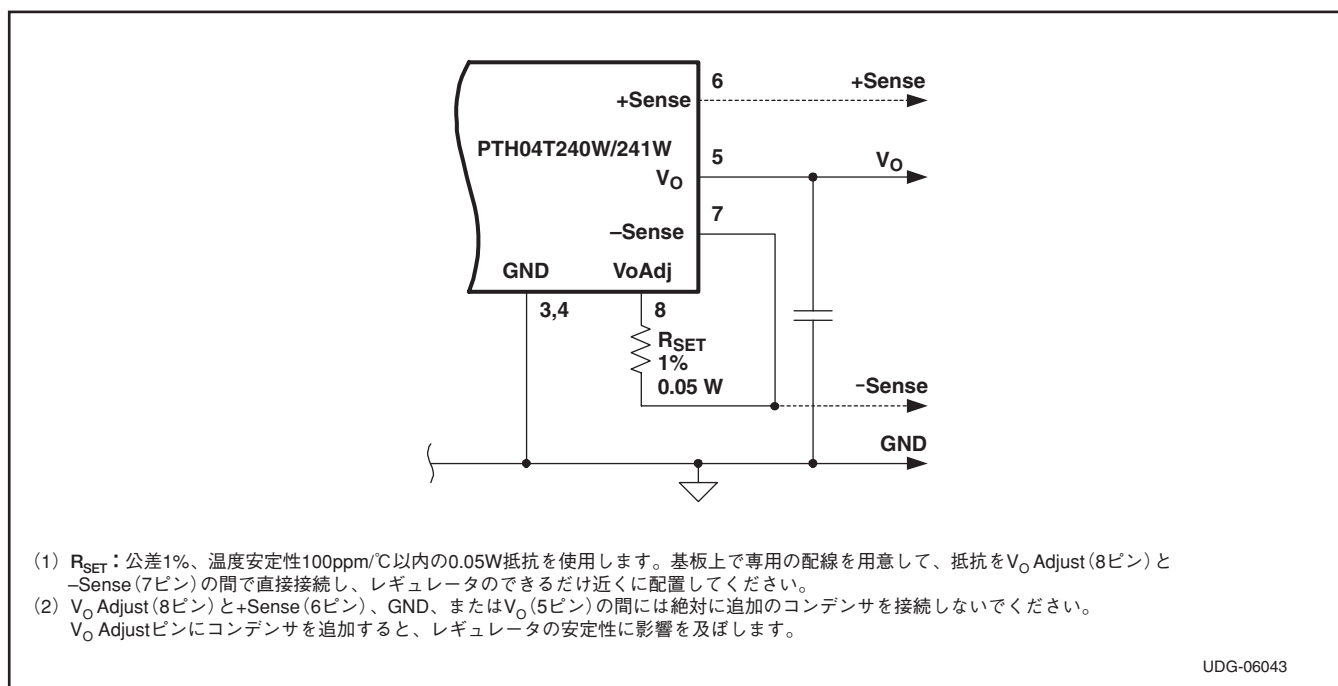 6
+Sense
+Sense
PTH04T240W/241W
5
VO
VO
7
–Sense
GND
VoAdj
3,4
8
RSET
1%
0.05 W
–Sense
GND
(1) RSET：公差1%、温度安定性100ppm/℃以内の0.05W抵抗を使用します。基板上で専用の配線を用意して、抵抗をVO Adjust（8ピン）と
–Sense（7ピン）の間で直接接続し、レギュレータのできるだけ近くに配置してください。
(2) VO Adjust（8ピン）と+Sense（6ピン）、GND、またはVO（5ピン）の間には絶対に追加のコンデンサを接続しないでください。
VO Adjustピンにコンデンサを追加すると、レギュレータの安定性に影響を及ぼします。
UDG-06043